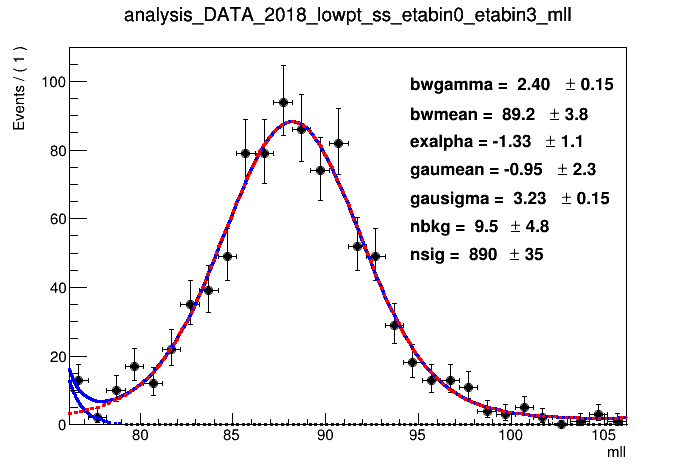 analysis_DATA_2018_lowpt_ss_etabin0_etabin3_mll
Events / ( 1 )
100
80
60
40
20
0
bwgamma = 2.40 ± 0.15
bwmean = 89.2 ± 3.8
exalpha = -1.33 ± 1.1
gaumean = -0.95 ± 2.3
gausigma = 3.23 ± 0.15
nbkg = 9.5 ± 4.8
nsig = 890 ± 35
80 85 90 95 100 105
mll